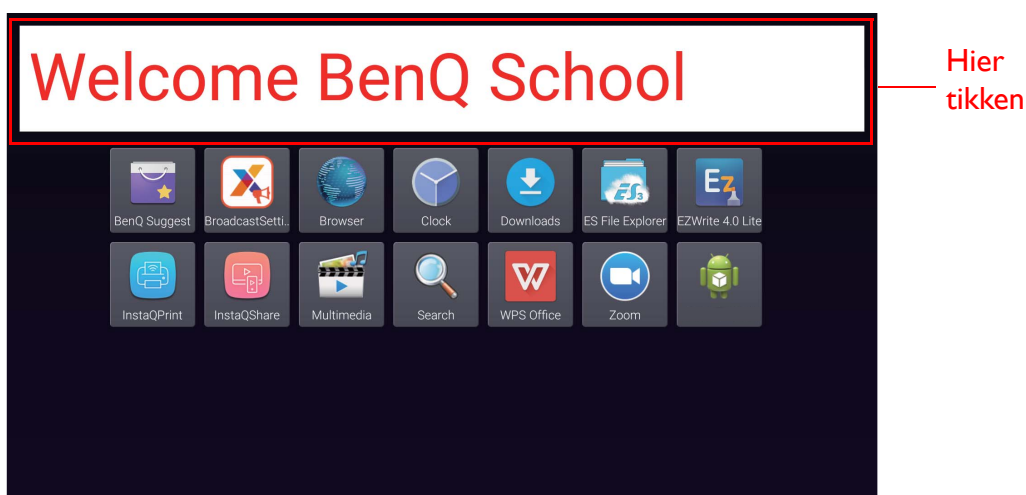 Welcome BenQ School
Hier
tikken
BenQ Suggest BroadcastSetti.. Browser Clock Downloads ES File Explorer EZWrite 4.0 Lite
InstaQPrint InstaQShare Multimedia Search WPS Office Zoom